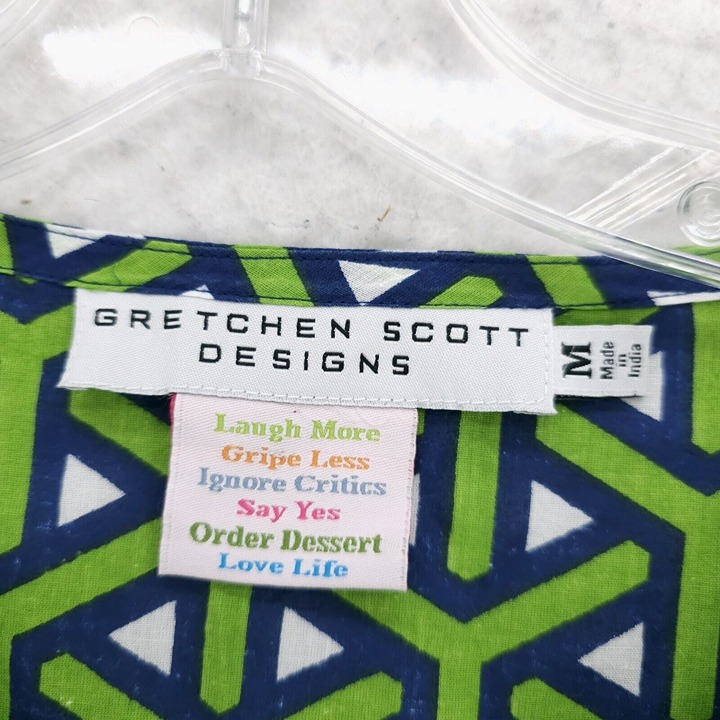 GRETCHEN SCOTT
DESIGNS
M
Made
in
India
Laugh More
Gripe Less
Ignore Critics
Say Yes
Order Dessert
Love Life